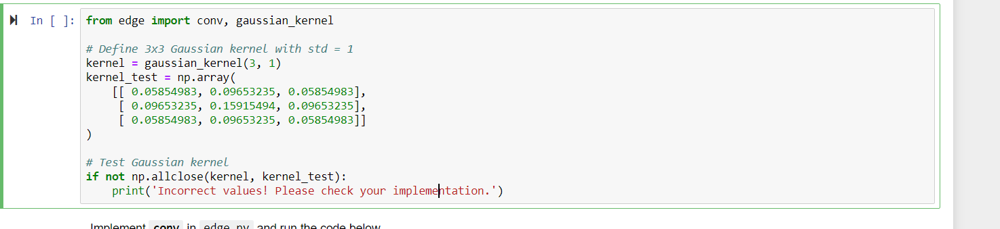 In [ ]:
from edge import conv, gaussian_kernel
# Define 3x3 Gaussian kernel with std = 1
kernel = gaussian_kernel(3, 1)
kernel_test = np.array(
    [[ 0.05854983, 0.09653235, 0.05854983],
     [ 0.09653235, 0.15915494, 0.09653235],
     [ 0.05854983, 0.09653235, 0.05854983]]
)
# Test Gaussian kernel
if not np.allclose(kernel, kernel_test):
    print('Incorrect values! Please check your implementation.')
Implement conv in edge.py and run the code below